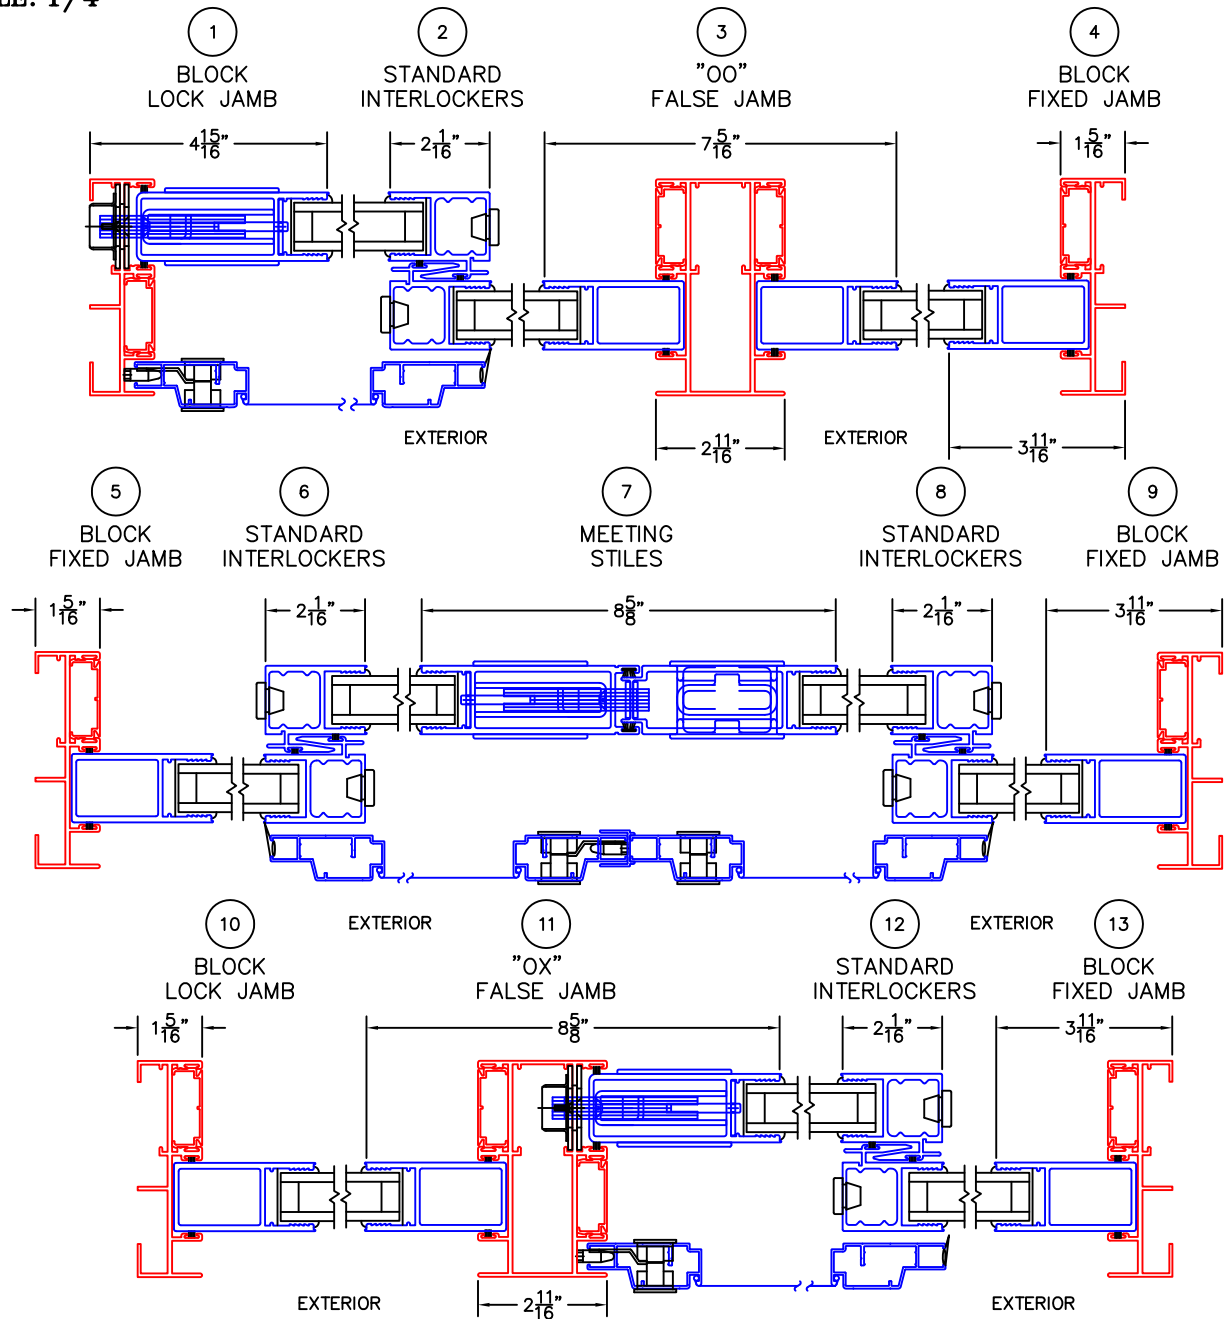 1 2 3 4
BLOCK STANDARD "OO" BLOCK
LOCK JAMB INTERLOCKERS FALSE JAMB FIXED JAMB
4 15/16" 2 1/16" 7 5/16" 1 5/16"
EXTERIOR EXTERIOR
2 11/16" 3 11/16"
5 6 7 8 9
BLOCK STANDARD MEETING STANDARD BLOCK
FIXED JAMB INTERLOCKERS STILES INTERLOCKERS FIXED JAMB
1 5/16" 2 1/16" 8 5/8" 2 1/16" 3 11/16"
EXTERIOR EXTERIOR
10 11 12 13
BLOCK "OX" STANDARD BLOCK
LOCK JAMB FALSE JAMB INTERLOCKERS FIXED JAMB
1 5/16" 8 5/8" 2 1/16" 3 11/16"
EXTERIOR EXTERIOR
2 11/16"